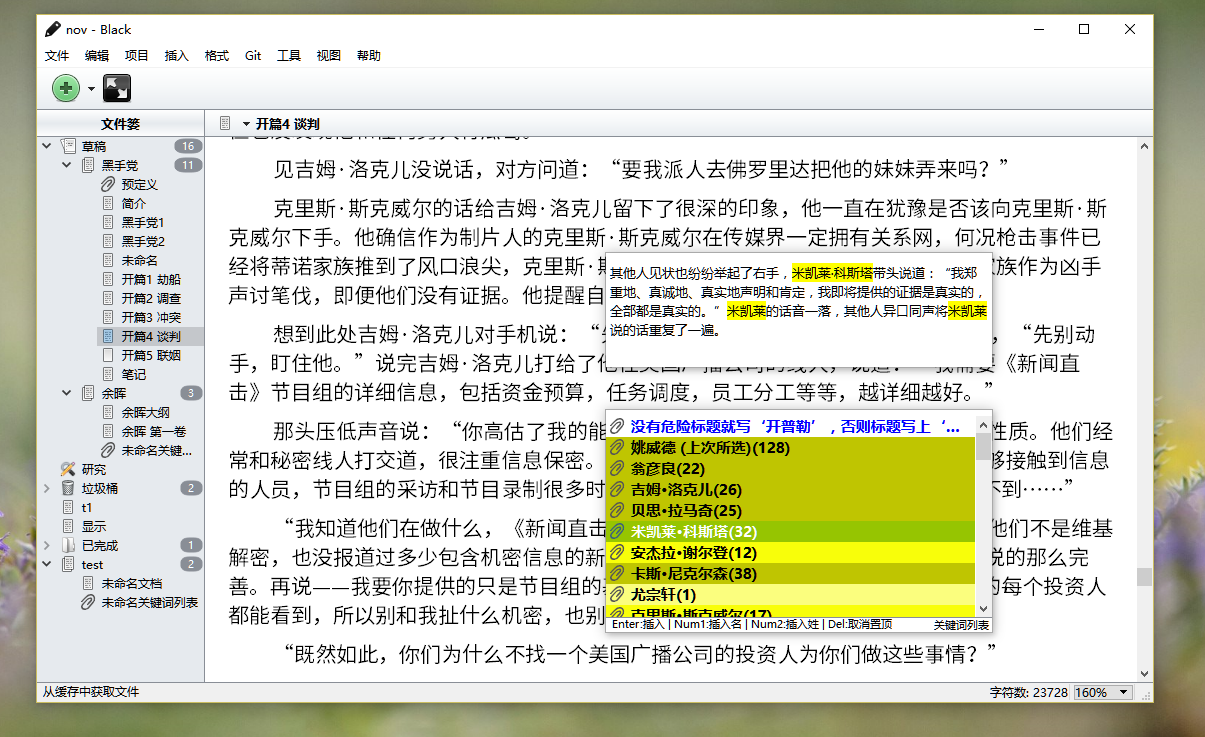 nov - Black
文件 编辑 项目 插入 格式 Git 工具 视图 帮助
文件签
开篇4 谈判
草稿 16
黑手党 11
预定义
简介
黑手党1
黑手党2
未命名
开篇1 劫船
开篇2 调查
开篇3 冲突
开篇4 谈判
开篇5 联姻
笔记
余晖 3
余晖大纲
余晖 第一卷
未命名关键...
研究
垃圾桶 2
t1
显示
已完成 1
test 2
未命名文档
未命名关键词列表
见吉姆·洛克儿没说话，对方问道：“要我派人去佛罗里达把他的妹妹弄来吗？”
克里斯·斯克威尔的话给吉姆·洛克儿留下了很深的印象，他一直在犹豫是否该向克里斯·斯
克威尔下手。他确信作为制片人的克里斯·斯克威尔在传媒界一定拥有关系网，何况枪击事件已
经将蒂诺家族推到了风口浪尖，克里斯·
族作为凶手
声讨笔伐，即便他们没有证据。他提醒自
想到此处吉姆·洛克儿对手机说：“
，“先别动
手，盯住他。”说完吉姆·洛克儿打给了他
《新闻直
击》节目组的详细信息，包括资金预算，任务调度，员工分工等等，越详细越好。”
那头压低声音说：“你高估了我的能
性质。他们经
常和秘密线人打交道，很注重信息保密。
接触到信息
的人员，节目组的采访和节目录制很多时
不到……”
“我知道他们在做什么，《新闻直击
他们不是维基
解密，也没报道过多少包含机密信息的新
说的那么完
善。再说——我要你提供的只是节目组的
的每个投资人
都能看到，所以别和我扯什么机密，也别
“既然如此，你们为什么不找一个美国广播公司的投资人为你们做这些事情？”
其他人见状也纷纷举起了右手，米凯莱·科斯塔带头说道：“我郑
重地、真诚地、真实地声明和肯定，我即将提供的证据是真实的，
全部都是真实的。”米凯莱的话音一落，其他人异口同声将米凯莱
说的话重复了一遍。
没有危险标题就写‘开普勒’，否则标题写上‘...
姚威德 (上次所选)(128)
翁彦良(22)
吉姆•洛克儿(26)
贝思•拉马奇(25)
米凯莱•科斯塔(32)
安杰拉•谢尔登(12)
卡斯•尼克尔森(38)
尤宗轩(1)
克里斯•斯克威尔(17)
Enter:插入 | Num1:插入名 | Num2:插入姓 | Del:取消置顶 关键词列表
从缓存中获取文件 字符数: 23728 160%